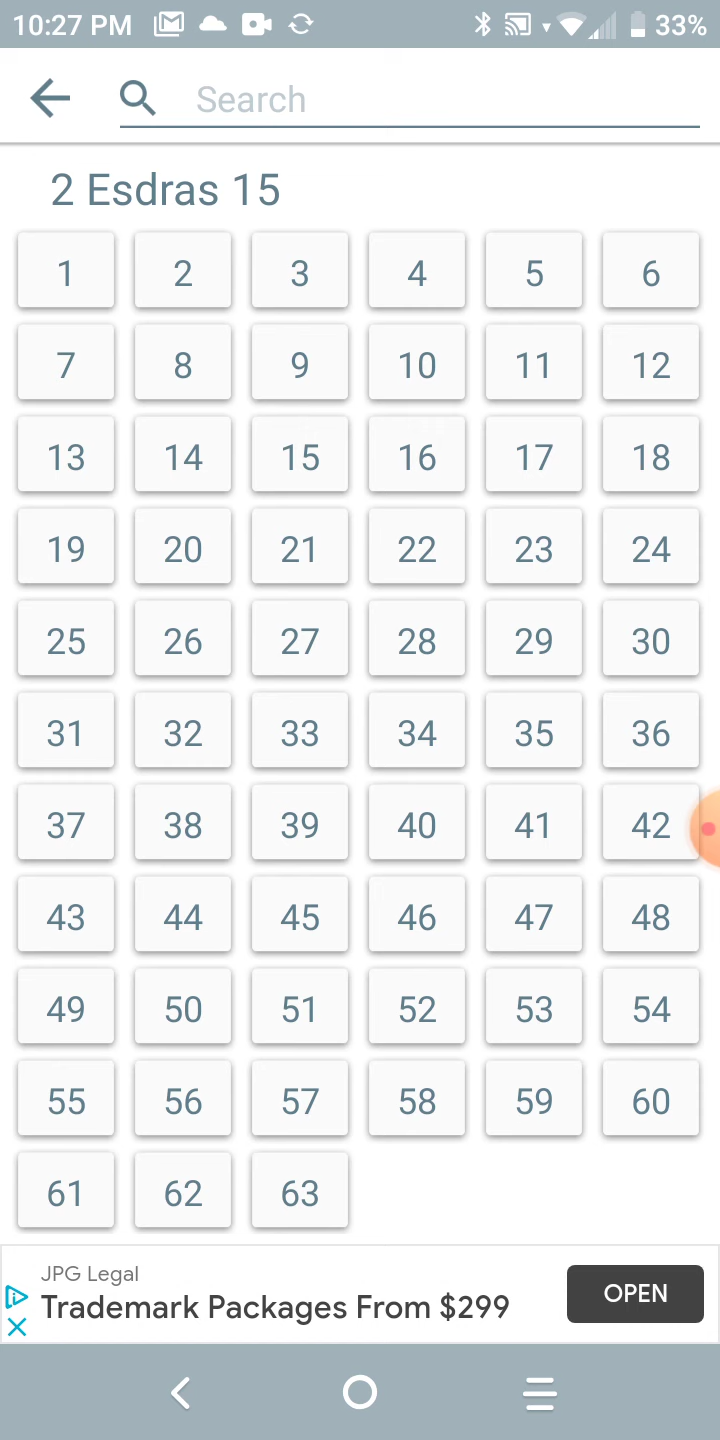 10:27 PM 33%
Search
2 Esdras 15
1 2 3 4 5 6
7 8 9 10 11 12
13 14 15 16 17 18
19 20 21 22 23 24
25 26 27 28 29 30
31 32 33 34 35 36
37 38 39 40 41 42
43 44 45 46 47 48
49 50 51 52 53 54
55 56 57 58 59 60
61 62 63
JPG Legal
Trademark Packages From $299
OPEN